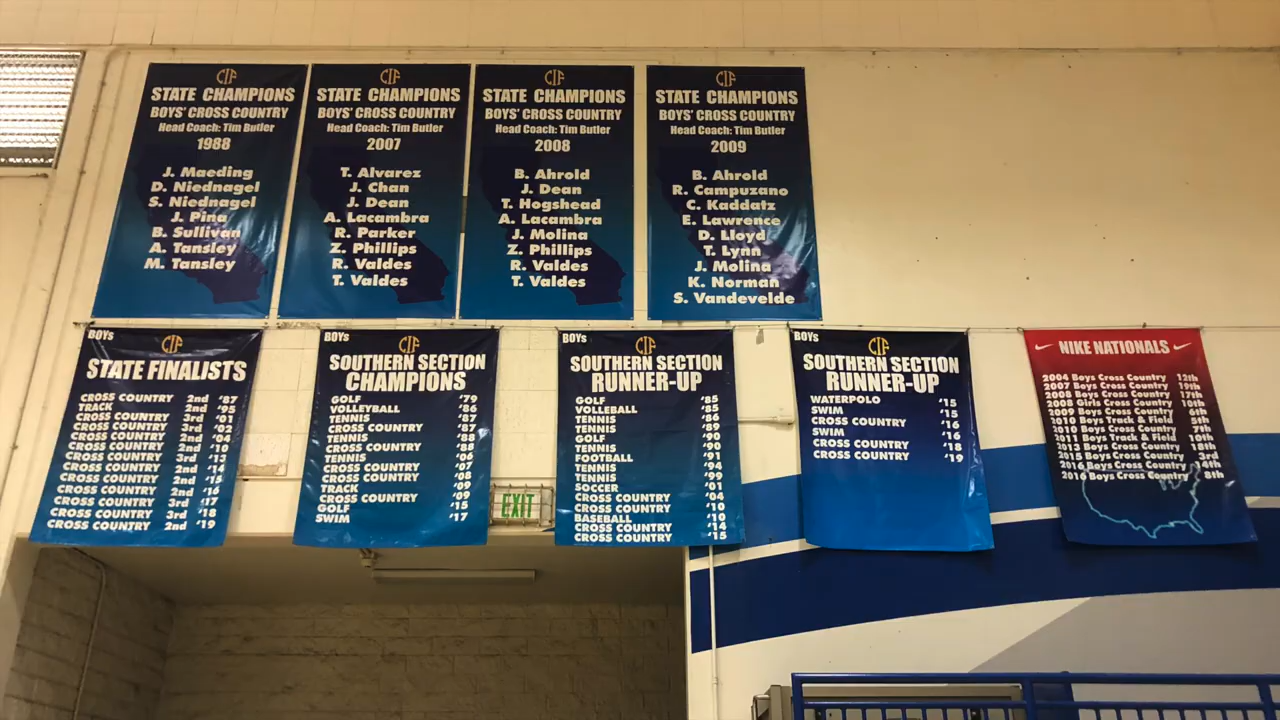 CIF
STATE CHAMPIONS
BOYS' CROSS COUNTRY
Head Coach: Tim Butler
1988
J. Maeding
D. Niednagel
S. Niednagel
J. Pina
B. Sullivan
A. Tansley
M. Tansley
CIF
STATE CHAMPIONS
BOYS' CROSS COUNTRY
Head Coach: Tim Butler
2007
T. Alvarez
J. Chan
J. Dean
A. Lacambra
R. Parker
Z. Phillips
R. Valdes
T. Valdes
CIF
STATE CHAMPIONS
BOYS' CROSS COUNTRY
Head Coach: Tim Butler
2008
B. Ahrold
J. Dean
T. Hogshead
A. Lacambra
J. Molina
Z. Phillips
R. Valdes
T. Valdes
CIF
STATE CHAMPIONS
BOYS' CROSS COUNTRY
Head Coach: Tim Butler
2009
B. Ahrold
R. Campuzano
C. Kaddatz
E. Lawrence
D. Lloyd
T. Lynn
J. Molina
K. Norman
S. Vandevelde
BOYS
CIF
STATE FINALISTS
CROSS COUNTRY 2nd '87
TRACK 2nd '95
CROSS COUNTRY 3rd '01
CROSS COUNTRY 3rd '02
CROSS COUNTRY 2nd '04
CROSS COUNTRY 2nd '10
CROSS COUNTRY 3rd '13
CROSS COUNTRY 2nd '14
CROSS COUNTRY 2nd '15
CROSS COUNTRY 2nd '16
CROSS COUNTRY 3rd '17
CROSS COUNTRY 3rd '18
CROSS COUNTRY 2nd '19
BOYS
CIF
SOUTHERN SECTION
CHAMPIONS
GOLF '79
VOLLEYBALL '86
TENNIS '87
CROSS COUNTRY '87
TENNIS '88
CROSS COUNTRY '88
TENNIS
CROSS COUNTRY '07
CROSS COUNTRY '08
TRACK '09
CROSS COUNTRY '09
GOLF '15
SWIM '17
BOYS
CIF
SOUTHERN SECTION
RUNNER-UP
GOLF '85
VOLLEYBALL '85
TENNIS '86
TENNIS '89
GOLF '90
TENNIS '90
FOOTBALL '91
TENNIS '94
TENNIS '99
SOCCER '01
CROSS COUNTRY '04
CROSS COUNTRY '10
BASEBALL '10
CROSS COUNTRY '14
CROSS COUNTRY '15
BOYS
CIF
SOUTHERN SECTION
RUNNER-UP
WATERPOLO '15
SWIM '15
CROSS COUNTRY '16
SWIM '16
CROSS COUNTRY '18
CROSS COUNTRY '19
NIKE NATIONALS
2004 Boys Cross Country 12th
2007 Boys Cross Country 19th
2008 Boys Cross Country 17th
2008 Girls Cross Country
2009 Boys Cross Country 6th
2010 Boys Track & Field 5th
2010 Boys Cross Country 7th
2011 Boys Track & Field 10th
2013 Boys Cross Country 18th
2015 Boys Cross Country 3rd
2016 Boys Cross Country 4th
Boys Cross Country 8th
EXIT